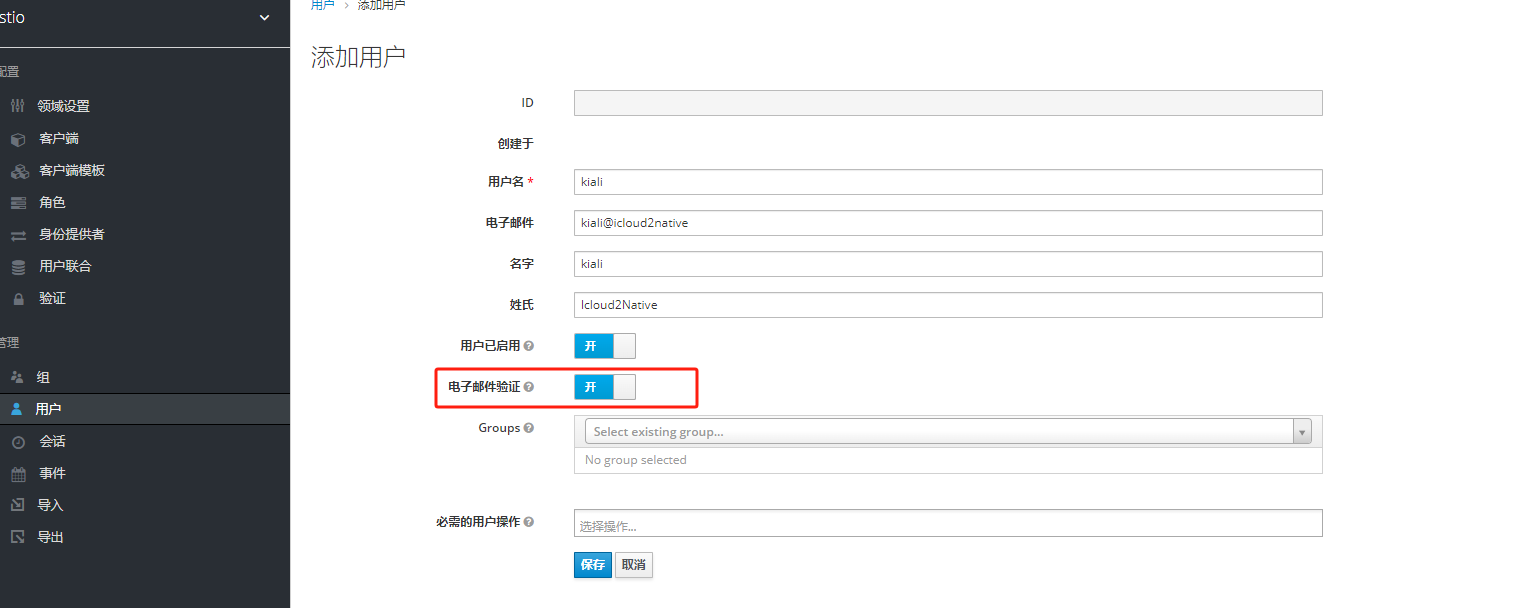 stio
配置
领域设置
客户端
客户端模板
角色
身份提供者
用户联合
验证
管理
组
用户
会话
事件
导入
导出
用户 › 添加用户
添加用户
ID
创建于
用户名 * kiali
电子邮件 kiali@icloud2native
名字 kiali
姓氏 Icloud2Native
用户已启用 开
电子邮件验证 开
Groups Select existing group...
No group selected
必需的用户操作 选择操作...
保存 取消